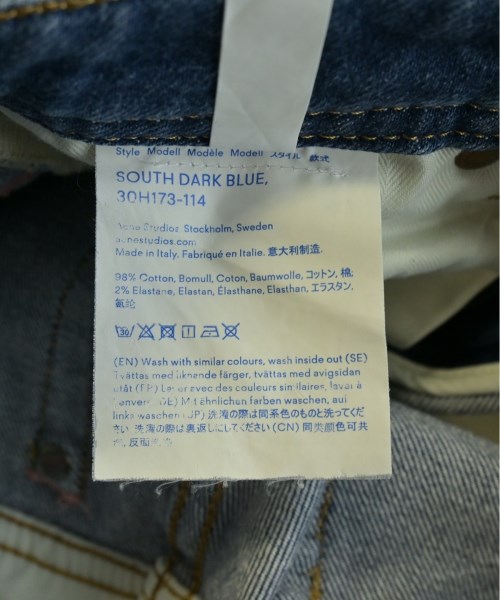 Style Modell Modèle Modell スタイル 款式
SOUTH DARK BLUE,
30H173-114
Acne Studios Stockholm, Sweden
acnestudios.com
Made in Italy. Fabriqué en Italie. 意大利制造.
98% Cotton, Bomull, Coton, Baumwolle, コットン, 棉;
2% Elastane, Elastan, Élasthane, Elasthan, エラスタン,
氨纶
30
(EN) Wash with similar colours, wash inside out (SE)
Tvättas med liknande färger, tvättas med avigsidan
utåt (FR) Laver avec des couleurs similaires, laver à
l'envers (DE) Mit ähnlichen farben waschen, auf
links waschen (JP) 洗濯の際は同系色のものと洗ってくだ
さい 洗濯の際は裏返しにしてください (CN) 同类颜色可共